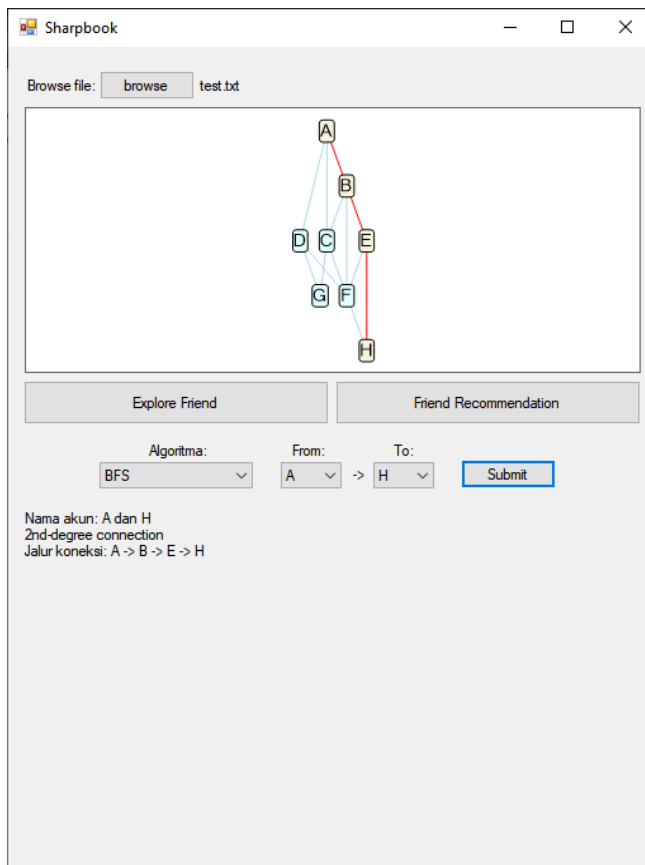 Sharpbook
Browse file: browse test.txt
A
B
D C E
G F
H
Explore Friend Friend Recommendation
Algoritma: From: To:
BFS A -> H Submit
Nama akun: A dan H
2nd-degree connection
Jalur koneksi: A -> B -> E -> H